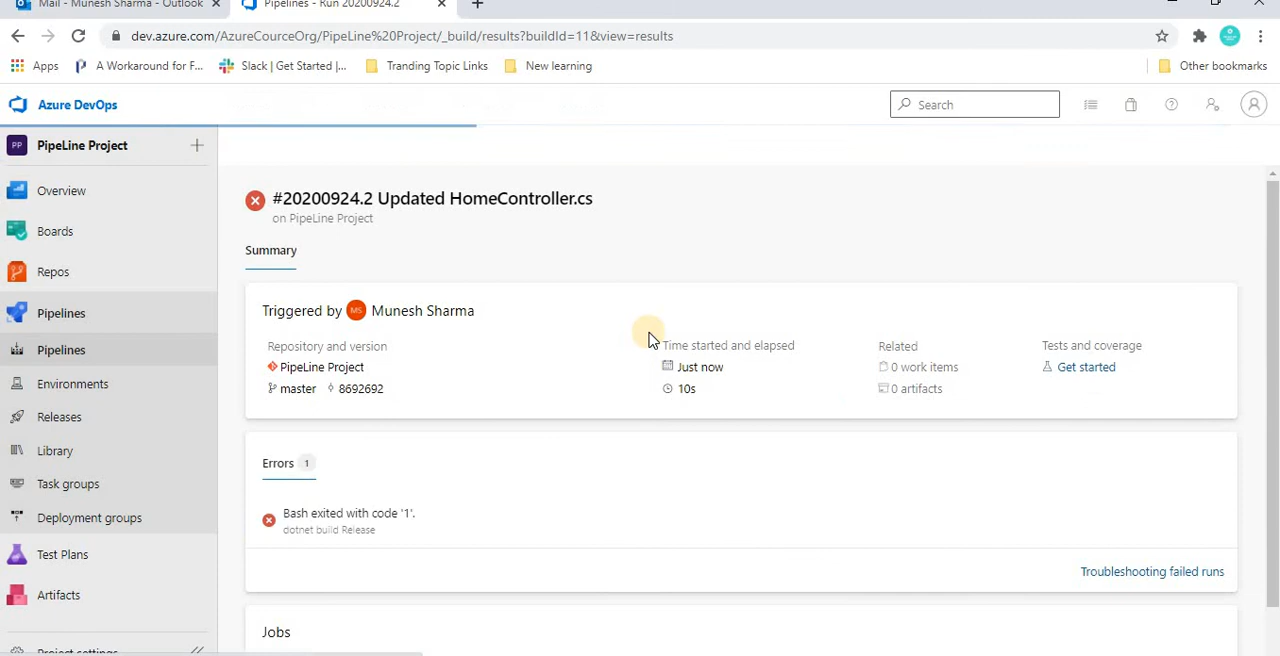 Mail - Munesh Sharma - Outlook
Pipelines - Run 20200924.2
dev.azure.com/AzureCourceOrg/PipeLine%20Project/_build/results?buildId=11&view=results
Apps
A Workaround for F...
Slack | Get Started |...
Tranding Topic Links
New learning
Other bookmarks
Azure DevOps
Search
PP
PipeLine Project
Overview
Boards
Repos
Pipelines
Pipelines
Environments
Releases
Library
Task groups
Deployment groups
Test Plans
Artifacts
Project settings
#20200924.2 Updated HomeController.cs
on PipeLine Project
Summary
Triggered by MS Munesh Sharma
Repository and version
PipeLine Project
master 8692692
Time started and elapsed
Just now
10s
Related
0 work items
0 artifacts
Tests and coverage
Get started
Errors 1
Bash exited with code '1'.
dotnet build Release
Troubleshooting failed runs
Jobs